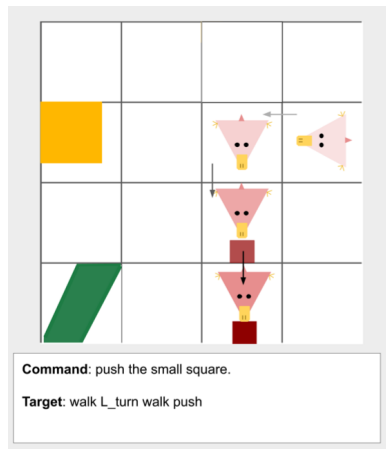 Command: push the small square.
Target: walk L_turn walk push